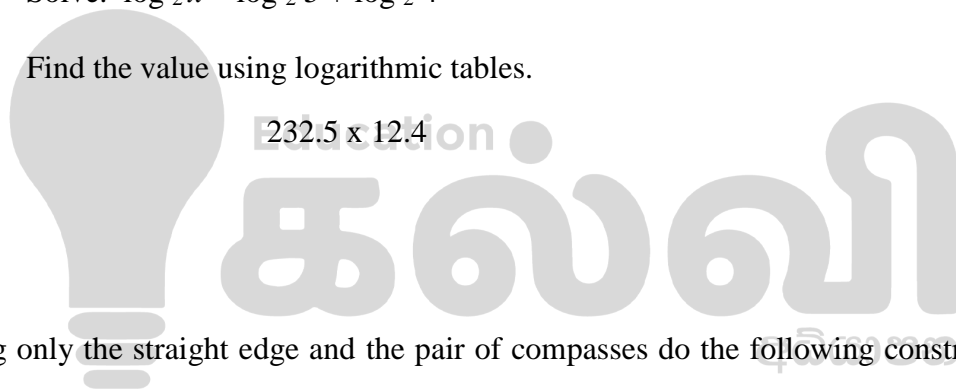 Find the value using logarithmic tables.
Education
232.5 x 12.4
கல்வி
only the straight edge and the pair of compasses do the following